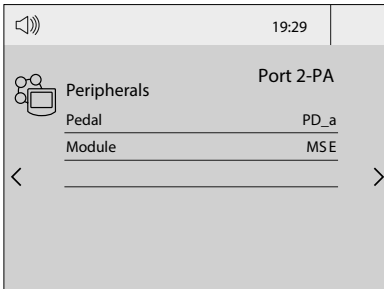 19:29
Port 2-PA
Peripherals
Pedal PD_a
Module MSE